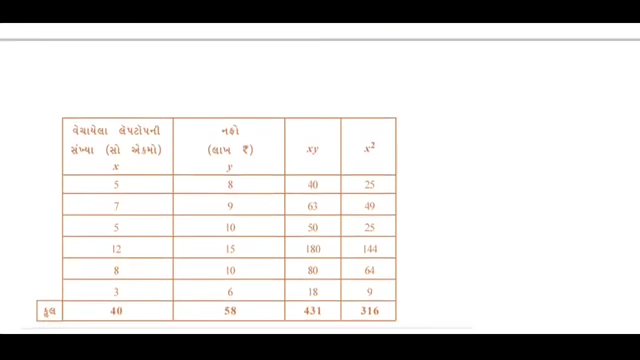 વેચાયેલા લૅપટૉપની નફો
સંખ્યા (સો એકમો) (લાખ ₹) xy x²
x y
5 8 40 25
7 9 63 49
5 10 50 25
12 15 180 144
8 10 80 64
3 6 18 9
કુલ 40 58 431 316